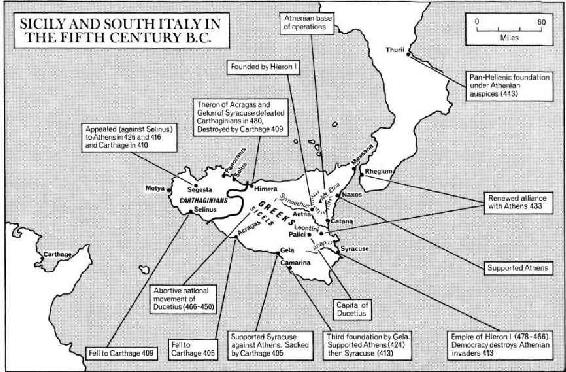 SICILY AND SOUTH ITALY IN
THE FIFTH CENTURY B.C.
Athenian base
of operations
0 60
Miles
Thurii
Founded by Hieron I
Pan-Hellenic foundation
under Athenian
auspices (443)
Theron of Acragas and
Gelon of Syracuse defeated
Carthaginians in 480,
Destroyed by Carthage 409
Appealed (against Selinus)
to Athens in 426 and 416
and Carthage in 410
Panormus
Solus
Messana
Rhegium
Motya
Segesta
Himera
CARTHAGINIANS
Selinus
Symaethus
Mt. Etna
Naxos
Aetna
GREEKS
SICELS
Catana
Leontini
Palici
Acragas
Gela
Syracuse
Camarina
Carthage
Renewed alliance
with Athens 433
Supported Athens
Abortive national
movement of
Ducetius (466-450)
Capital of
Ducetius
Fell to Carthage 409
Fell to
Carthage 405
Supported Syracuse
against Athens. Sacked
by Carthage 405
Third foundation by Gela.
Supported Athens (424)
then Syracuse (413)
Empire of Hieron I (478-466).
Democracy destroys Athenian
invaders 413